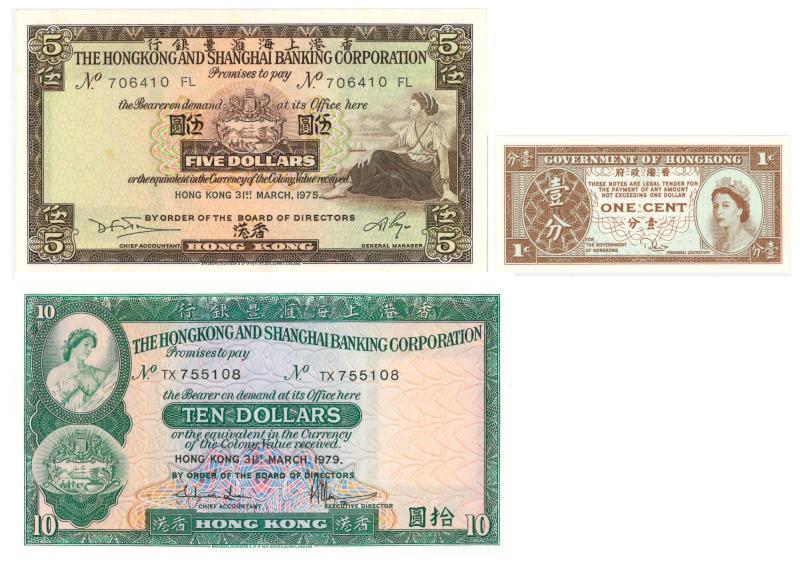 5 行銀豐滙海上港香 5
伍 THE HONGKONG AND SHANGHAI BANKING CORPORATION 伍
Promises to pay
No 706410 FL No 706410 FL
the Bearer on demand at its Office here
圓伍 圓伍
FIVE DOLLARS
or the equivalent in the Currency of the Colony, Value received.
HONG KONG 31ST MARCH, 1975.
BY ORDER OF THE BOARD OF DIRECTORS
伍 伍
港香
5 CHIEF ACCOUNTANT. HONG KONG GENERAL MANAGER. 5
分壹 GOVERNMENT OF HONGKONG 1¢
府政港香
THESE NOTES ARE LEGAL TENDER FOR
THE PAYMENT OF ANY AMOUNT
NOT EXCEEDING ONE DOLLAR
壹分
ONE CENT
分壹
FOR
THE GOVERNMENT
OF HONGKONG
FINANCIAL SECRETARY
1¢ 分壹
10 行銀豐滙海上港香 10
THE HONGKONG AND SHANGHAI BANKING CORPORATION
Promises to pay
No TX 755108 No TX 755108
the Bearer on demand at its Office here
TEN DOLLARS
or the equivalent in the Currency
of the Colony, Value received.
HONG KONG 31ST MARCH, 1979.
BY ORDER OF THE BOARD OF DIRECTORS
CHIEF ACCOUNTANT EXECUTIVE DIRECTOR
10 港香 HONG KONG 港香 圓拾 10